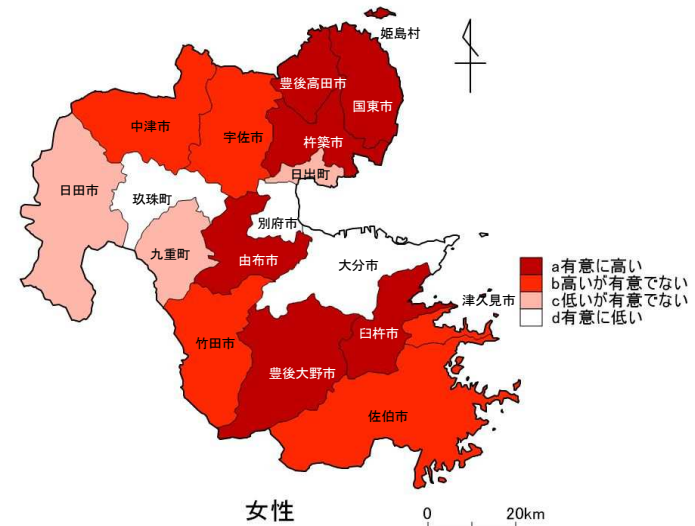 姫島村
豊後高田市
国東市
中津市
宇佐市
杵築市
日出町
日田市
玖珠町
別府市
九重町
由布市
大分市
a有意に高い
b高いが有意でない
c低いが有意でない
d有意に低い
津久見市
臼杵市
竹田市
豊後大野市
佐伯市
女性
0 20km